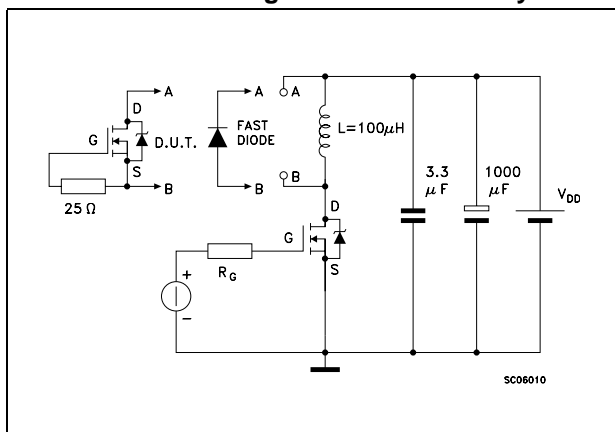 A A A
D
G D.U.T. FAST
DIODE L=100μH
S
B B B
25 Ω
3.3
μF
1000
μF
VDD
D
G
S
RG
+
−
SC06010